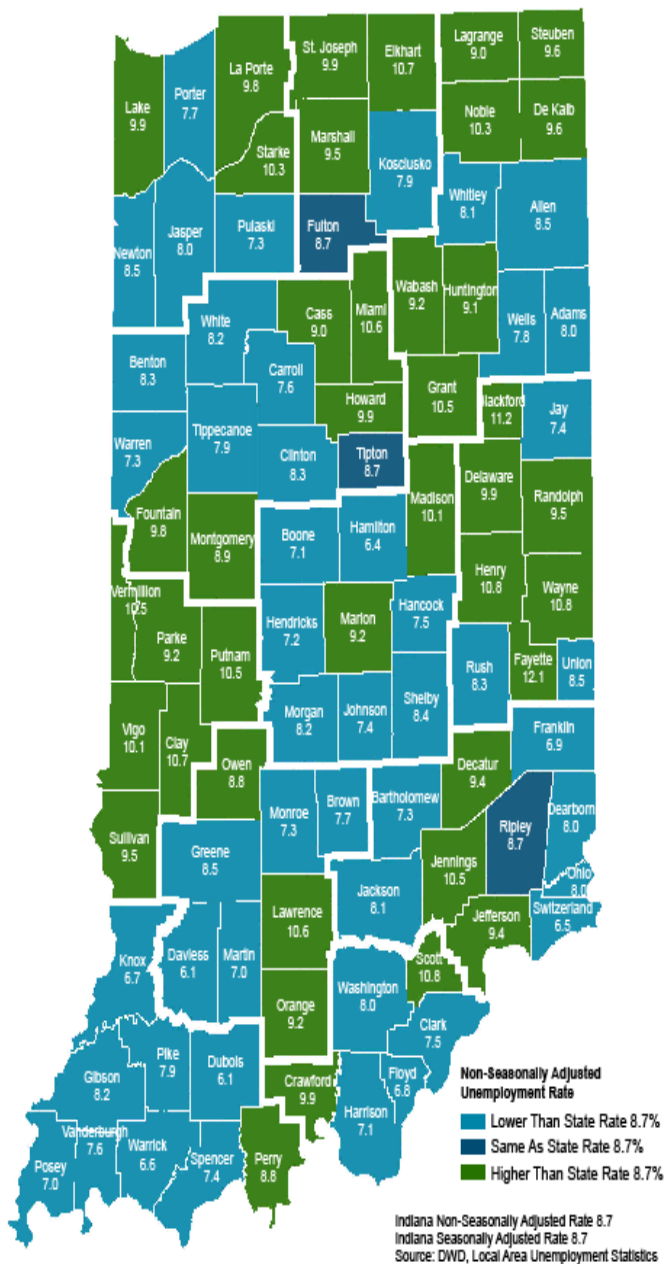 St. Joseph
9.9
Elkhart
10.7
Lagrange
9.0
Steuben
9.6
La Porte
9.8
Porter
7.7
Lake
9.9
Noble
10.3
De Kalb
9.6
Marshall
9.5
Starke
10.3
Kosciusko
7.9
Whitley
8.1
Allen
8.5
Newton
8.5
Jasper
8.0
Pulaski
7.3
Fulton
8.7
Wabash
9.2
Huntington
9.1
Miami
10.6
Cass
9.0
White
8.2
Wells
7.8
Adams
8.0
Benton
8.3
Carroll
7.6
Howard
9.9
Grant
10.5
Blackford
11.2
Jay
7.4
Warren
7.3
Tippecanoe
7.9
Clinton
8.3
Tipton
8.7
Madison
10.1
Delaware
9.9
Randolph
9.5
Fountain
9.8
Montgomery
8.9
Boone
7.1
Hamilton
6.4
Henry
10.8
Wayne
10.8
Vermillion
10.5
Parke
9.2
Putnam
10.5
Hendricks
7.2
Marion
9.2
Hancock
7.5
Rush
8.3
Fayette
12.1
Union
8.5
Vigo
10.1
Clay
10.7
Morgan
8.2
Johnson
7.4
Shelby
8.4
Franklin
6.9
Owen
8.8
Decatur
9.4
Sullivan
9.5
Greene
8.5
Monroe
7.3
Brown
7.7
Bartholomew
7.3
Ripley
8.7
Dearborn
8.0
Jennings
10.5
Ohio
8.0
Switzerland
6.5
Jackson
8.1
Lawrence
10.6
Jefferson
9.4
Knox
6.7
Daviess
6.1
Martin
7.0
Scott
10.8
Washington
8.0
Orange
9.2
Clark
7.5
Pike
7.9
Dubois
6.1
Gibson
8.2
Crawford
9.9
Floyd
6.8
Harrison
7.1
Posey
7.0
Vanderburgh
7.6
Warrick
6.6
Spencer
7.4
Perry
8.8
Non-Seasonally Adjusted
Unemployment Rate
Lower Than State Rate 8.7%
Same As State Rate 8.7%
Higher Than State Rate 8.7%
Indiana Non-Seasonally Adjusted Rate 8.7
Indiana Seasonally Adjusted Rate 8.7
Source: DWD, Local Area Unemployment Statistics